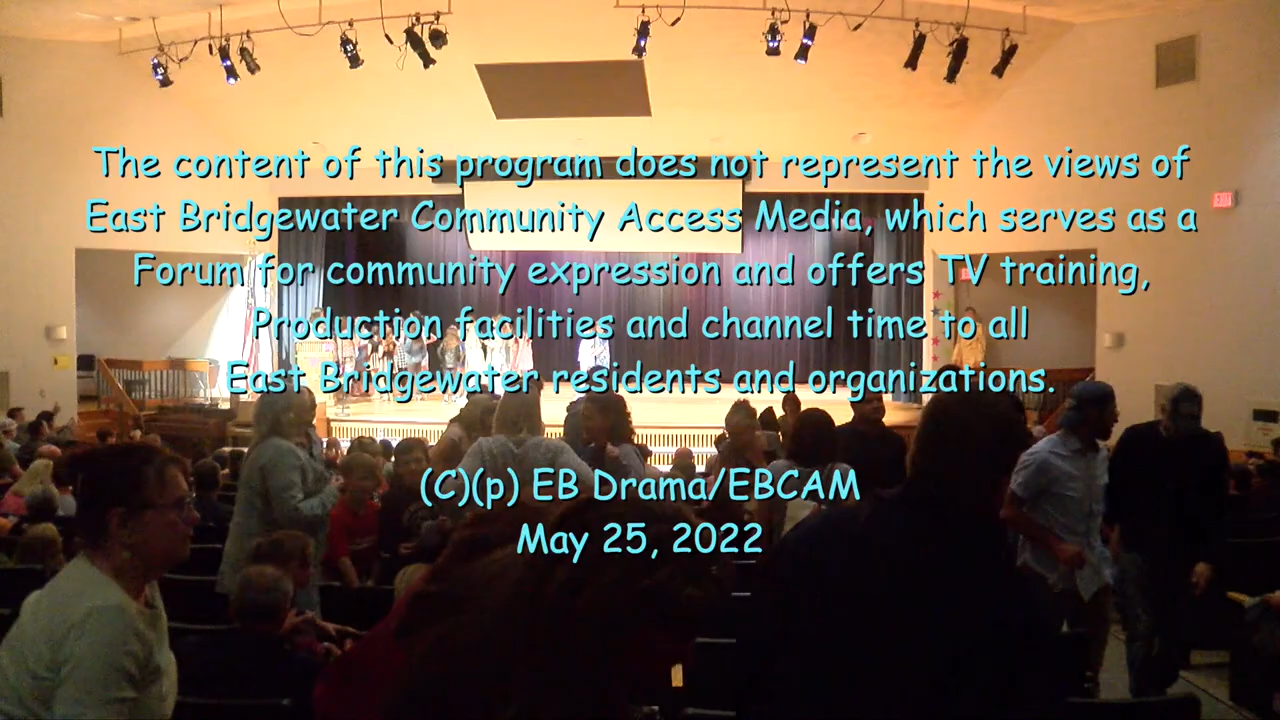 The content of this program does not represent the views of
East Bridgewater Community Access Media, which serves as a
Forum for community expression and offers TV training,
Production facilities and channel time to all
East Bridgewater residents and organizations.
(C)(p) EB Drama/EBCAM
May 25, 2022
EXIT